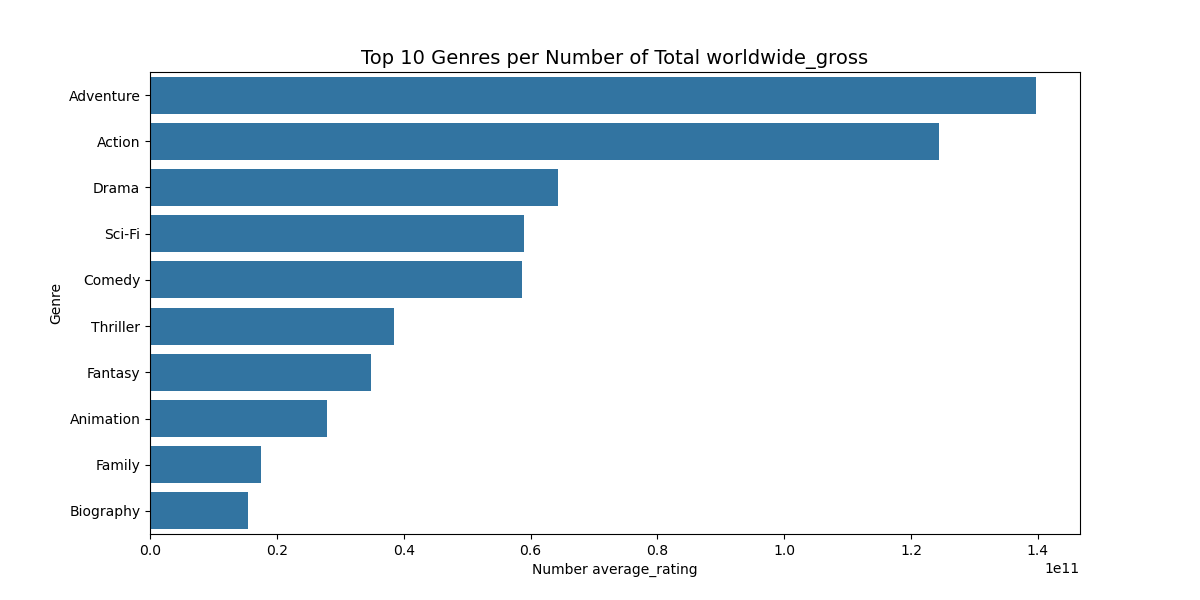 Top 10 Genres per Number of Total worldwide_gross
Adventure
Action
Drama
Sci-Fi
Comedy
Thriller
Fantasy
Animation
Family
Biography
Genre
0.0 0.2 0.4 0.6 0.8 1.0 1.2 1.4
1e11
Number average_rating